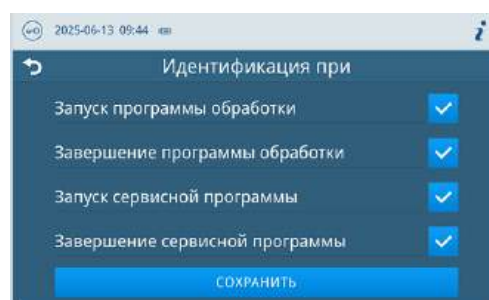 2025-06-13 09:44
Идентификация при
Запуск программы обработки
Завершение программы обработки
Запуск сервисной программы
Завершение сервисной программы
СОХРАНИТЬ